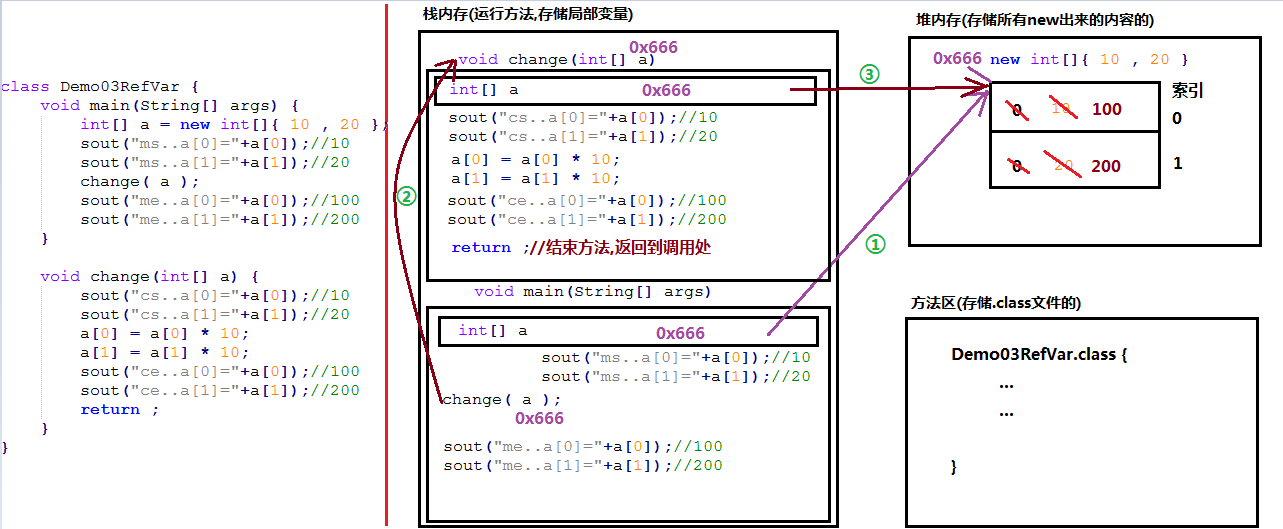 class Demo03RefVar {
void main(String[] args) {
int[] a = new int[]{ 10 , 20 };
sout("ms..a[0]="+a[0]);//10
sout("ms..a[1]="+a[1]);//20
change( a );
sout("me..a[0]="+a[0]);//100
sout("me..a[1]="+a[1]);//200
}
void change(int[] a) {
sout("cs..a[0]="+a[0]);//10
sout("cs..a[1]="+a[1]);//20
a[0] = a[0] * 10;
a[1] = a[1] * 10;
sout("ce..a[0]="+a[0]);//100
sout("ce..a[1]="+a[1]);//200
return ;
}
}
栈内存(运行方法,存储局部变量)
0x666
void change(int[] a)
int[] a 0x666
sout("cs..a[0]="+a[0]);//10
sout("cs..a[1]="+a[1]);//20
a[0] = a[0] * 10;
a[1] = a[1] * 10;
sout("ce..a[0]="+a[0]);//100
sout("ce..a[1]="+a[1]);//200
return ;//结束方法,返回到调用处
②
void main(String[] args)
int[] a 0x666
sout("ms..a[0]="+a[0]);//10
sout("ms..a[1]="+a[1]);//20
change( a );
0x666
sout("me..a[0]="+a[0]);//100
sout("me..a[1]="+a[1]);//200
③
①
堆内存(存储所有new出来的内容的)
0x666 new int[]{ 10 , 20 }
索引
0 10 100 0
0 20 200 1
方法区(存储.class文件的)
Demo03RefVar.class {
...
...
}